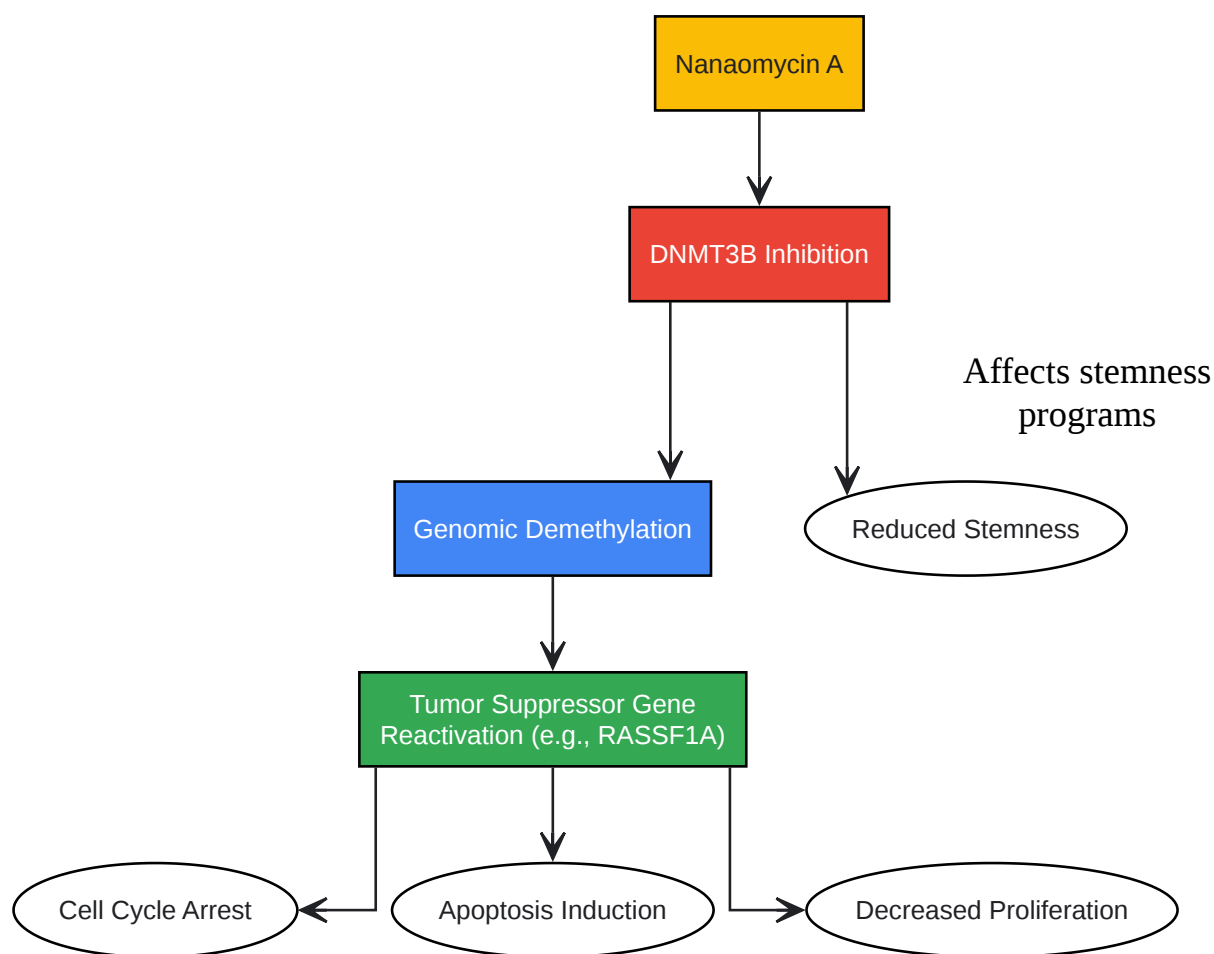 Nanaomycin A
DNMT3B Inhibition
Affects stemness
programs
Genomic Demethylation
Reduced Stemness
Tumor Suppressor Gene
Reactivation (e.g., RASSF1A)
Cell Cycle Arrest
Apoptosis Induction
Decreased Proliferation